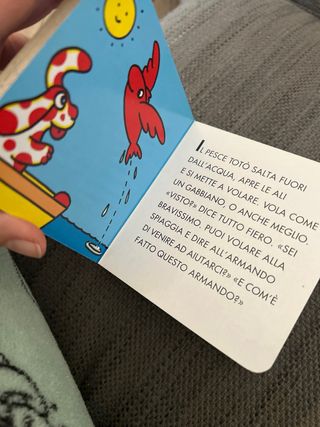 IL PESCE TOTÒ SALTA FUORI
DALL'ACQUA, APRE LE ALI
E SI METTE A VOLARE. VOLA COME
UN GABBIANO. O ANCHE MEGLIO.
«VISTO?» DICE TUTTO FIERO. «SEI
BRAVISSIMO. PUOI VOLARE ALLA
SPIAGGIA E DIRE ALL'ARMANDO
DI VENIRE AD AIUTARCI?» «E COM'È
FATTO QUESTO ARMANDO?»